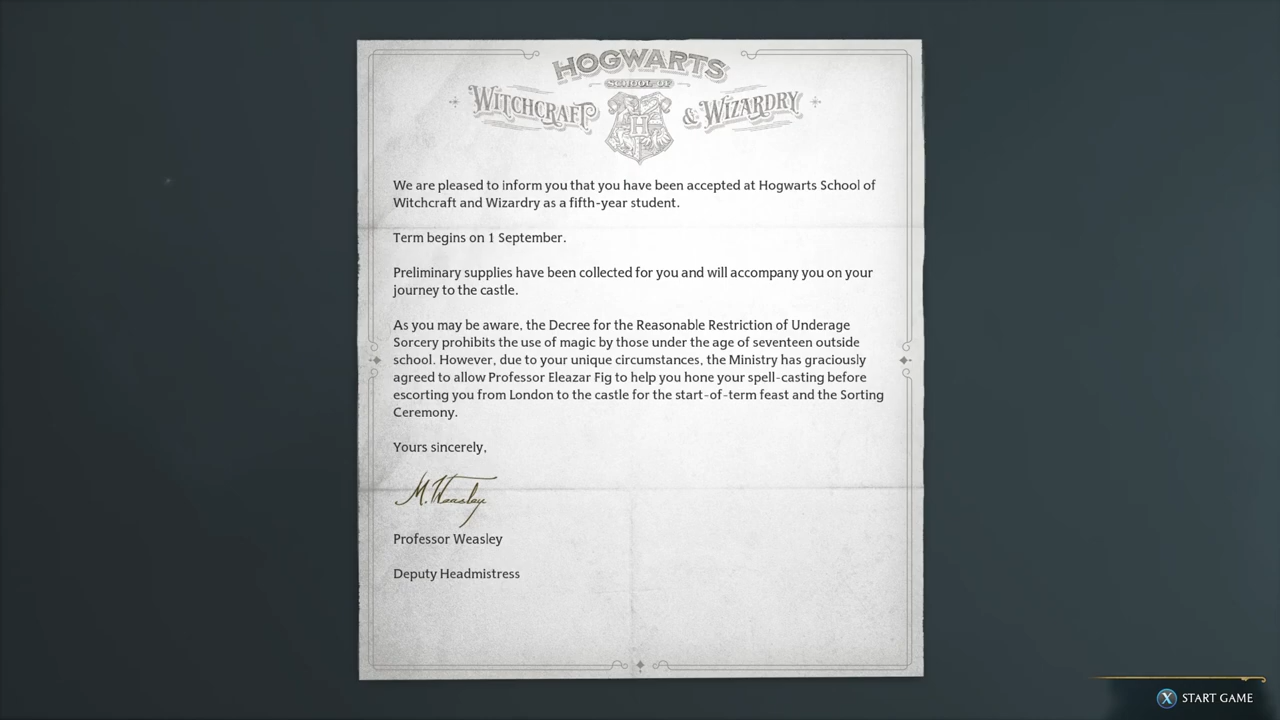 HOGWARTS
SCHOOL OF
WITCHCRAFT & WIZARDRY
H
We are pleased to inform you that you have been accepted at Hogwarts School of
Witchcraft and Wizardry as a fifth-year student.
Term begins on 1 September.
Preliminary supplies have been collected for you and will accompany you on your
journey to the castle.
As you may be aware, the Decree for the Reasonable Restriction of Underage
Sorcery prohibits the use of magic by those under the age of seventeen outside
school. However, due to your unique circumstances, the Ministry has graciously
agreed to allow Professor Eleazar Fig to help you hone your spell-casting before
escorting you from London to the castle for the start-of-term feast and the Sorting
Ceremony.
Yours sincerely,
M. Weasley
Professor Weasley
Deputy Headmistress
X START GAME